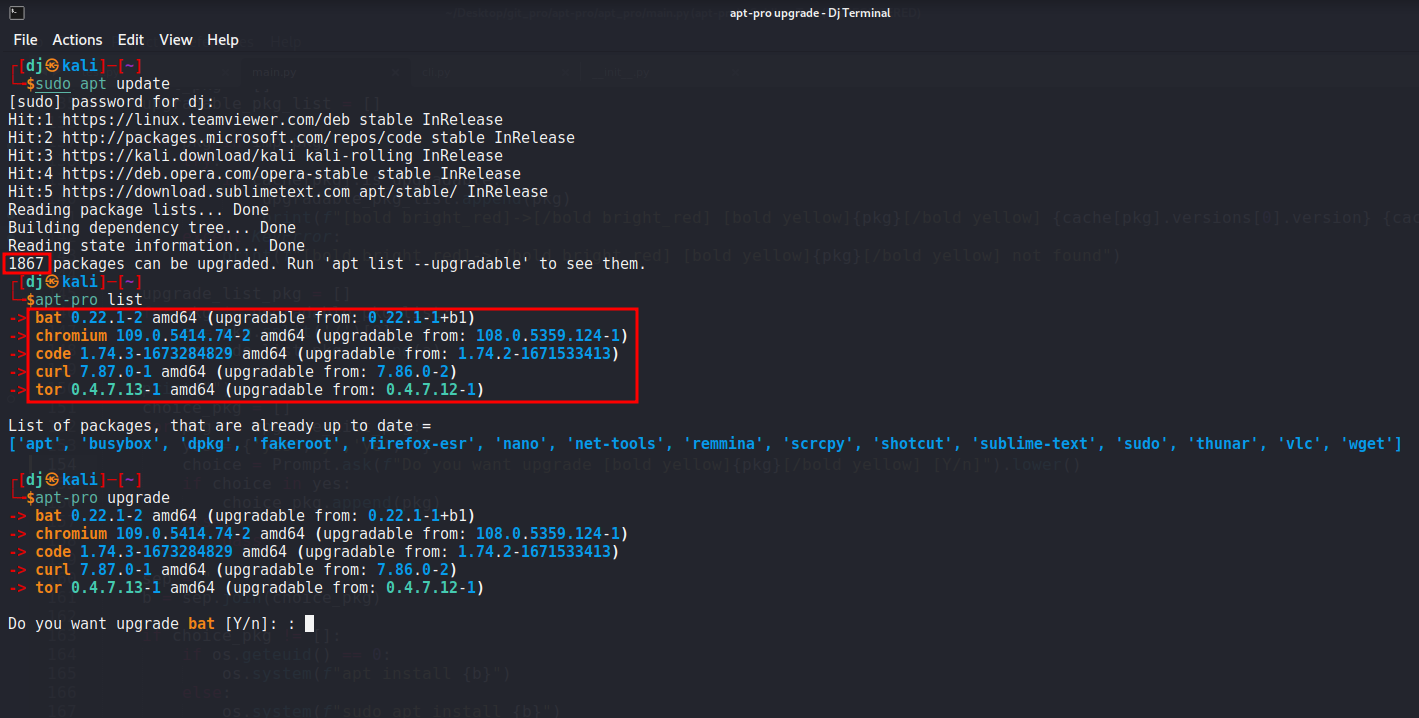 apt-pro upgrade - Dj Terminal
File Actions Edit View Help
┌[dj㉿kali]─[~]
└╼$sudo apt update
[sudo] password for dj:
Hit:1 https://linux.teamviewer.com/deb stable InRelease
Hit:2 http://packages.microsoft.com/repos/code stable InRelease
Hit:3 https://kali.download/kali kali-rolling InRelease
Hit:4 https://deb.opera.com/opera-stable stable InRelease
Hit:5 https://download.sublimetext.com apt/stable/ InRelease
Reading package lists... Done
Building dependency tree... Done
Reading state information... Done
1867 packages can be upgraded. Run 'apt list --upgradable' to see them.
┌[dj㉿kali]─[~]
└╼$apt-pro list
-> bat 0.22.1-2 amd64 (upgradable from: 0.22.1-1+b1)
-> chromium 109.0.5414.74-2 amd64 (upgradable from: 108.0.5359.124-1)
-> code 1.74.3-1673284829 amd64 (upgradable from: 1.74.2-1671533413)
-> curl 7.87.0-1 amd64 (upgradable from: 7.86.0-2)
-> tor 0.4.7.13-1 amd64 (upgradable from: 0.4.7.12-1)
List of packages, that are already up to date =
['apt', 'busybox', 'dpkg', 'fakeroot', 'firefox-esr', 'nano', 'net-tools', 'remmina', 'scrcpy', 'shotcut', 'sublime-text', 'sudo', 'thunar', 'vlc', 'wget']
┌[dj㉿kali]─[~]
└╼$apt-pro upgrade
-> bat 0.22.1-2 amd64 (upgradable from: 0.22.1-1+b1)
-> chromium 109.0.5414.74-2 amd64 (upgradable from: 108.0.5359.124-1)
-> code 1.74.3-1673284829 amd64 (upgradable from: 1.74.2-1671533413)
-> curl 7.87.0-1 amd64 (upgradable from: 7.86.0-2)
-> tor 0.4.7.13-1 amd64 (upgradable from: 0.4.7.12-1)
Do you want upgrade bat [Y/n]: :